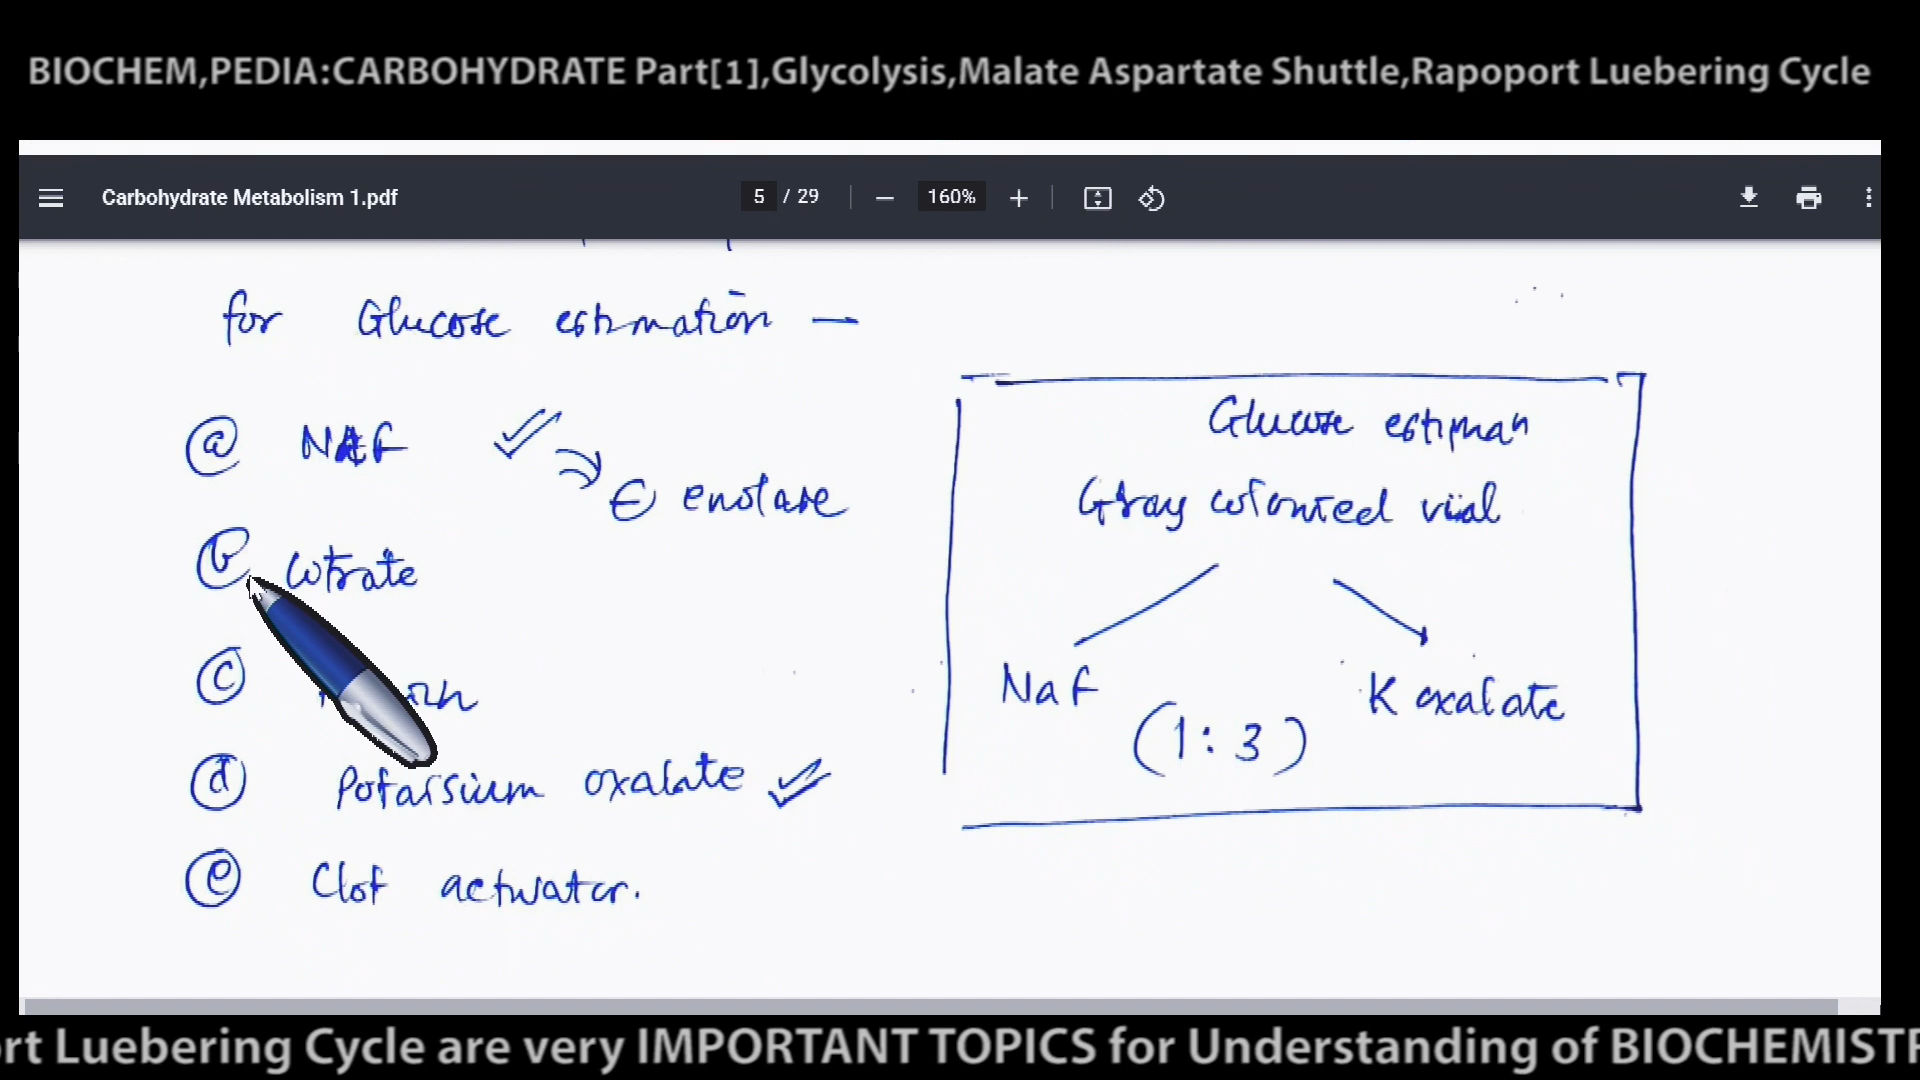 BIOCHEM,PEDIA:CARBOHYDRATE Part[1],Glycolysis,Malate Aspartate Shuttle,Rapoport Luebering Cycle
Carbohydrate Metabolism 1.pdf
5 / 29
160%
for Glucose estimation —
ⓐ NaF
Ⓔ enolase
ⓑ Citrate
ⓒ
ⓓ Potassium oxalate
ⓔ Clot activator.
Glucose estiman
Gray coloured vial
NaF
K oxalate
(1:3)
rt Luebering Cycle are very IMPORTANT TOPICS for Understanding of BIOCHEMISTR